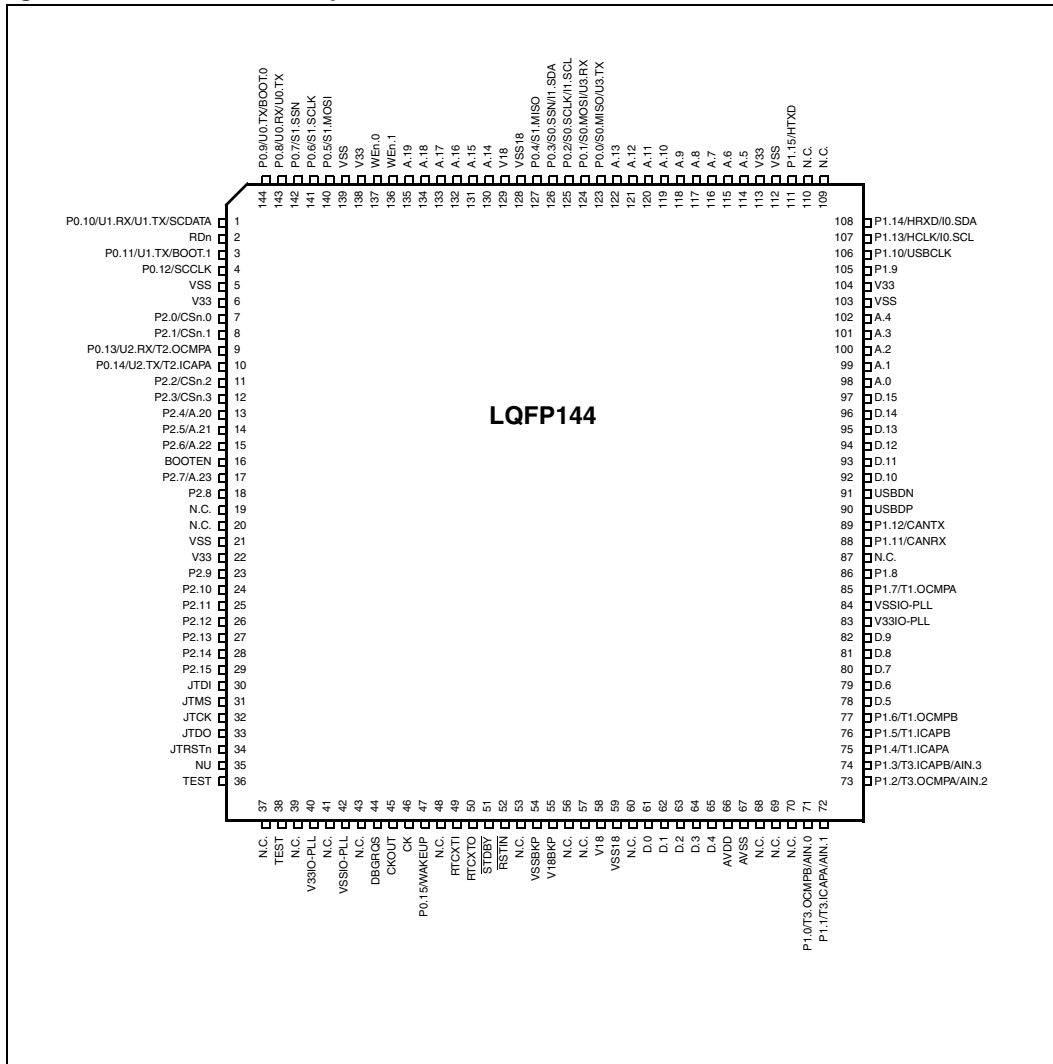 P0.9/U0.TX/BOOT.0
P0.8/U0.RX/U0.TX
P0.7/S1.SSN
P0.6/S1.SCLK
P0.5/S1.MOSI
VSS
V33
WEn.0
WEn.1
A.19
A.18
A.17
A.16
A.15
A.14
V18
VSS18
P0.4/S1.MISO
P0.3/S0.SSN/I1.SDA
P0.2/S0.SCLK/I1.SCL
P0.1/S0.MOSI/U3.RX
P0.0/S0.MISO/U3.TX
A.13
A.12
A.11
A.10
A.9
A.8
A.7
A.6
A.5
V33
VSS
P1.15/HTXD
N.C.
N.C.
144 143 142 141 140 139 138 137 136 135 134 133 132 131 130 129 128 127 126 125 124 123 122 121 120 119 118 117 116 115 114 113 112 111 110 109
P0.10/U1.RX/U1.TX/SCDATA 1
RDn 2
P0.11/U1.TX/BOOT.1 3
P0.12/SCCLK 4
VSS 5
V33 6
P2.0/CSn.0 7
P2.1/CSn.1 8
P0.13/U2.RX/T2.OCMPA 9
P0.14/U2.TX/T2.ICAPA 10
P2.2/CSn.2 11
P2.3/CSn.3 12
P2.4/A.20 13
P2.5/A.21 14
P2.6/A.22 15
BOOTEN 16
P2.7/A.23 17
P2.8 18
N.C. 19
N.C. 20
VSS 21
V33 22
P2.9 23
P2.10 24
P2.11 25
P2.12 26
P2.13 27
P2.14 28
P2.15 29
JTDI 30
JTMS 31
JTCK 32
JTDO 33
JTRSTn 34
NU 35
TEST 36
LQFP144
108 P1.14/HRXD/I0.SDA
107 P1.13/HCLK/I0.SCL
106 P1.10/USBCLK
105 P1.9
104 V33
103 VSS
102 A.4
101 A.3
100 A.2
99 A.1
98 A.0
97 D.15
96 D.14
95 D.13
94 D.12
93 D.11
92 D.10
91 USBDN
90 USBDP
89 P1.12/CANTX
88 P1.11/CANRX
87 N.C.
86 P1.8
85 P1.7/T1.OCMPA
84 VSSIO-PLL
83 V33IO-PLL
82 D.9
81 D.8
80 D.7
79 D.6
78 D.5
77 P1.6/T1.OCMPB
76 P1.5/T1.ICAPB
75 P1.4/T1.ICAPA
74 P1.3/T3.ICAPB/AIN.3
73 P1.2/T3.OCMPA/AIN.2
37 38 39 40 41 42 43 44 45 46 47 48 49 50 51 52 53 54 55 56 57 58 59 60 61 62 63 64 65 66 67 68 69 70 71 72
N.C.
TEST
N.C.
V33IO-PLL
N.C.
VSSIO-PLL
N.C.
DBGRQS
CKOUT
CK
P0.15/WAKEUP
N.C.
RTCXTI
RTCXTO
STDBY
RSTIN
N.C.
VSSBKP
V18BKP
N.C.
N.C.
V18
VSS18
N.C.
D.0
D.1
D.2
D.3
D.4
AVDD
AVSS
N.C.
N.C.
N.C.
P1.0/T3.OCMPB/AIN.0
P1.1/T3.ICAPA/AIN.1